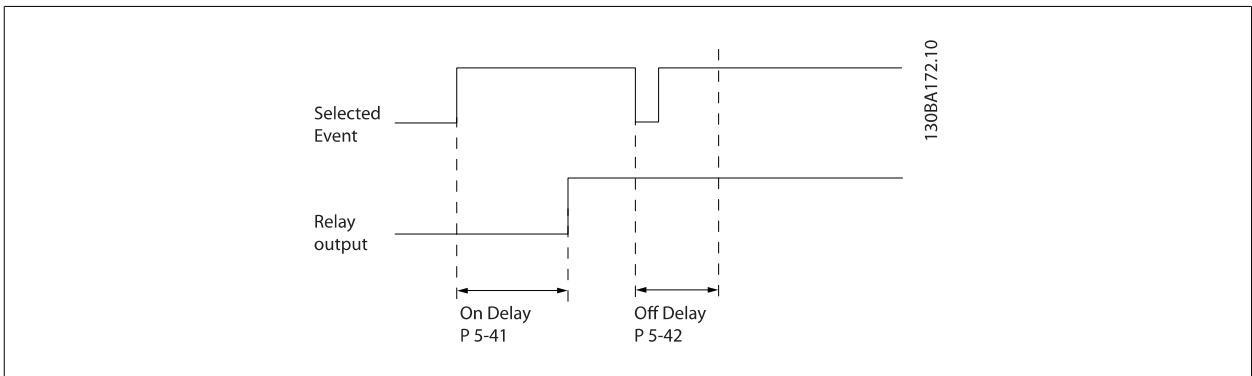 130BA172.10
Selected
Event
Relay
output
On Delay
P 5-41
Off Delay
P 5-42